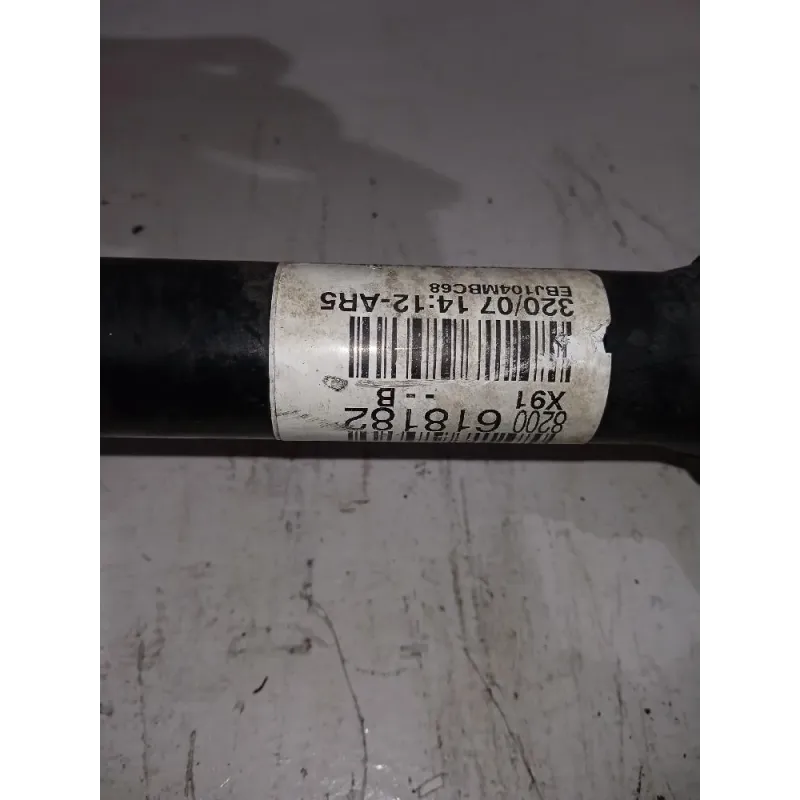 8200 618182
X91 - - B
320/07 14:12-AR5
EBJ104MBC68